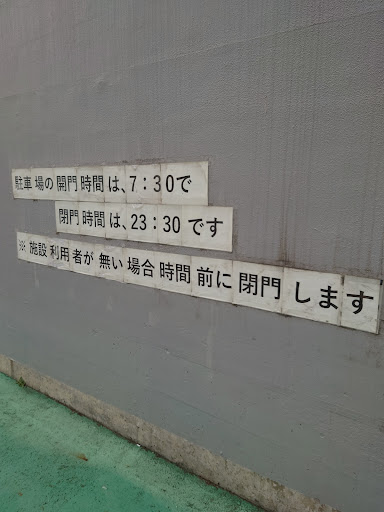 駐車場の開門時間は、7：30で
閉門時間は、23：30です
※施設利用者が無い場合時間前に閉門します